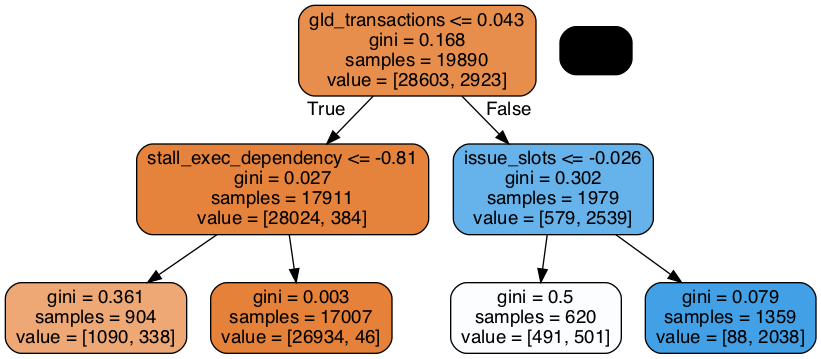 gld_transactions <= 0.043
gini = 0.168
samples = 19890
value = [28603, 2923]
True
False
stall_exec_dependency <= -0.81
gini = 0.027
samples = 17911
value = [28024, 384]
issue_slots <= -0.026
gini = 0.302
samples = 1979
value = [579, 2539]
gini = 0.361
samples = 904
value = [1090, 338]
gini = 0.003
samples = 17007
value = [26934, 46]
gini = 0.5
samples = 620
value = [491, 501]
gini = 0.079
samples = 1359
value = [88, 2038]